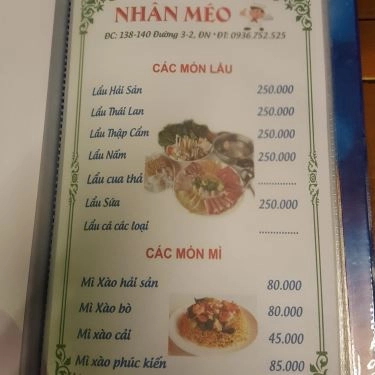 NHÂN MÉO
ĐC: 138-140 Đường 3-2, ĐN * ĐT: 0936.752.525
CÁC MÓN LẨU
Lẩu Hải Sản 250.000
Lẩu Thái Lan 250.000
Lẩu Thập Cẩm 250.000
Lẩu Nấm 250.000
Lẩu cua thả ..............
Lẩu Sứa 250.000
Lẩu cá các loại ..............
CÁC MÓN MÌ
Mì Xào hải sản 80.000
Mì Xào bò 80.000
Mì xào cải 45.000
Mì xào phúc kiến 85.000